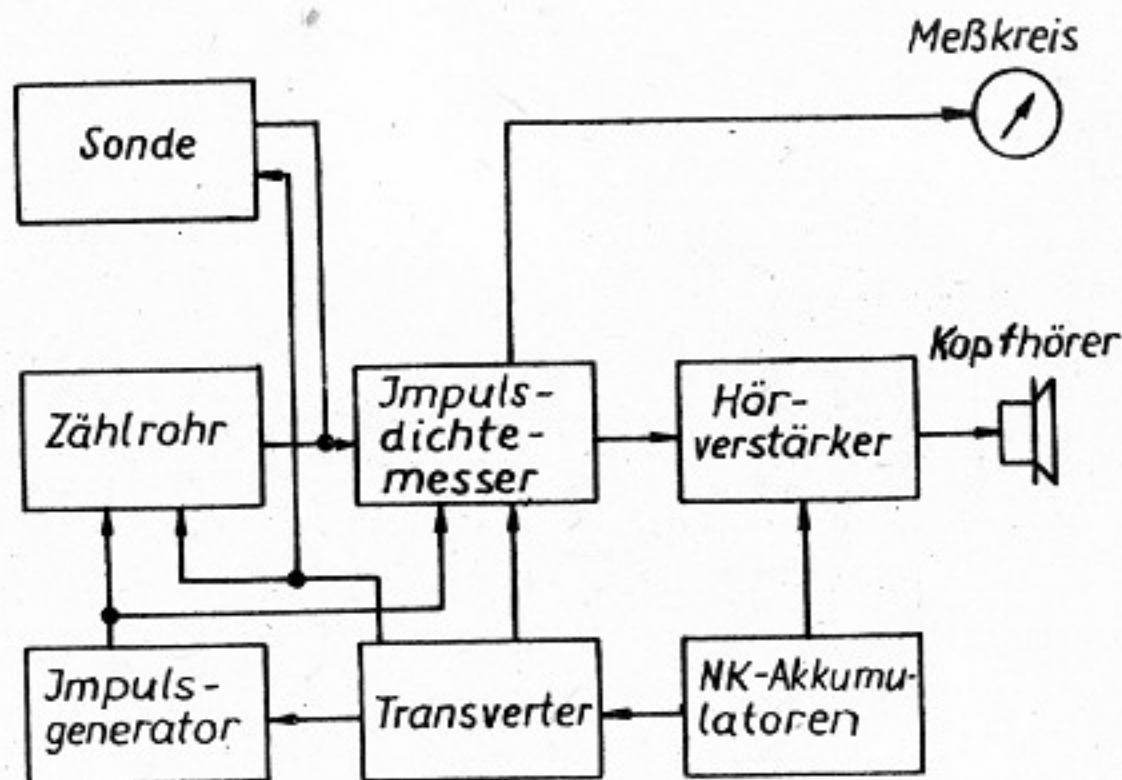 Meßkreis
Sonde
Kopfhörer
Zählrohr
Jmpuls-
dichte-
messer
Hör-
verstärker
Jmpuls-
generator
Transverter
NK-Akkumu-
latoren